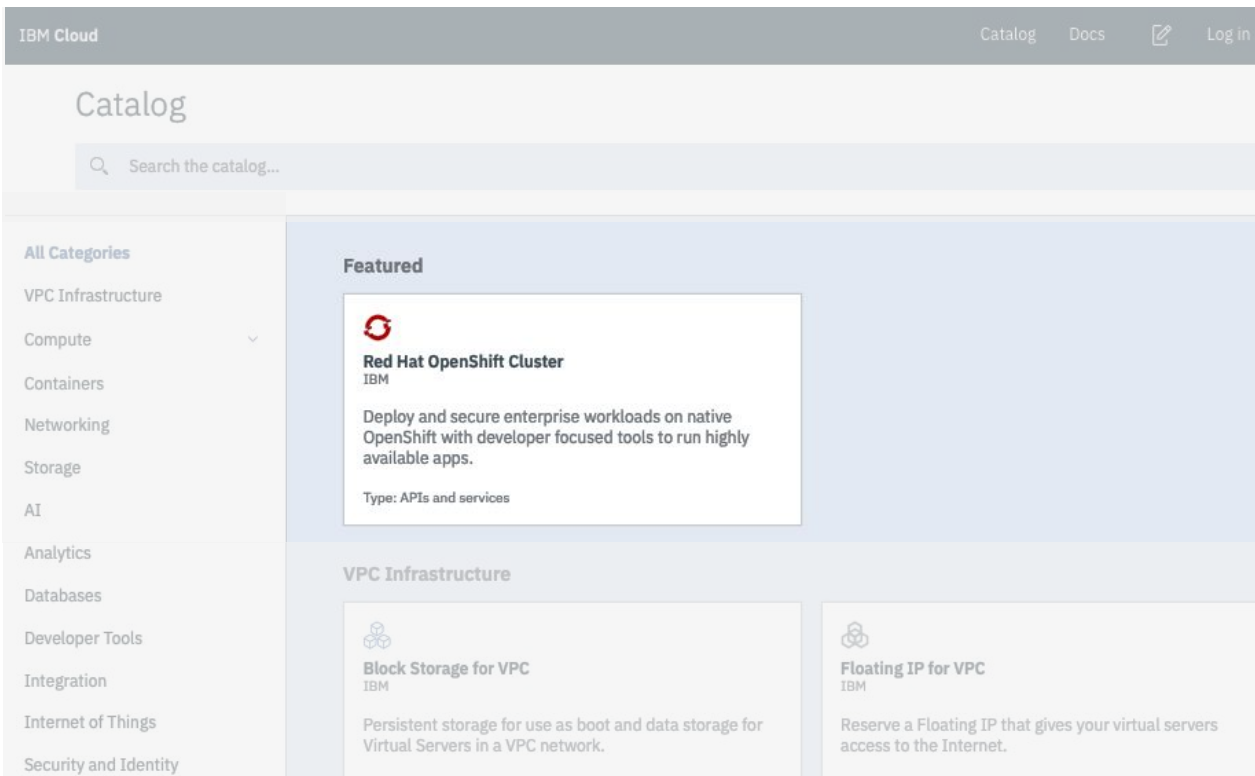 IBM Cloud
Catalog
Docs
Log in
Catalog
Search the catalog...
All Categories
VPC Infrastructure
Compute
Containers
Networking
Storage
AI
Analytics
Databases
Developer Tools
Integration
Internet of Things
Security and Identity
Featured
Red Hat OpenShift Cluster
IBM
Deploy and secure enterprise workloads on native
OpenShift with developer focused tools to run highly
available apps.
Type: APIs and services
VPC Infrastructure
Block Storage for VPC
IBM
Persistent storage for use as boot and data storage for
Virtual Servers in a VPC network.
Floating IP for VPC
IBM
Reserve a Floating IP that gives your virtual servers
access to the Internet.